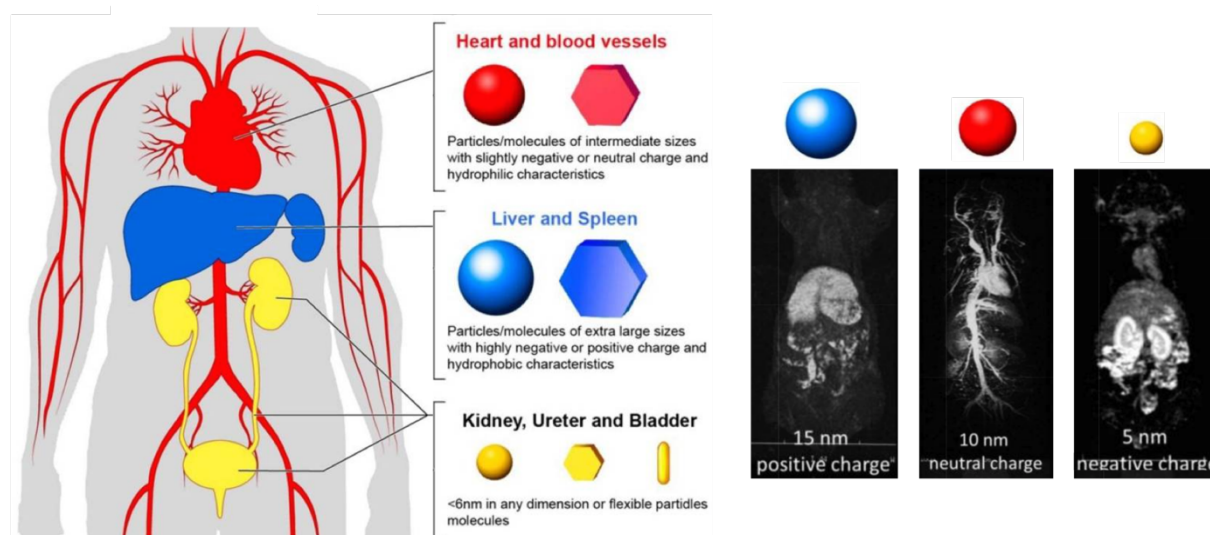 Heart and blood vessels
Particles/molecules of intermediate sizes
with slightly negative or neutral charge and
hydrophilic characteristics
Liver and Spleen
Particles/molecules of extra large sizes
with highly negative or positive charge and
hydrophobic characteristics
Kidney, Ureter and Bladder
<6nm in any dimension or flexible partidles
molecules
15 nm
positive charge
10 nm
neutral charge
5 nm
negative charge